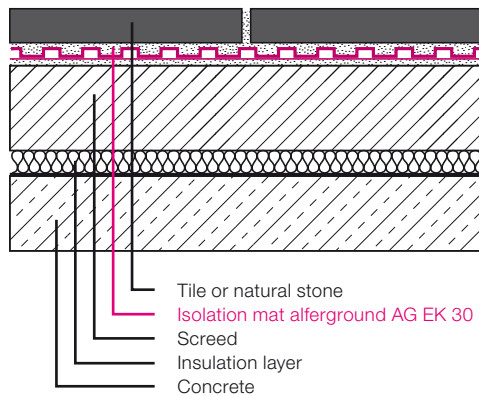 Tile or natural stone
Isolation mat alferground AG EK 30
Screed
Insulation layer
Concrete